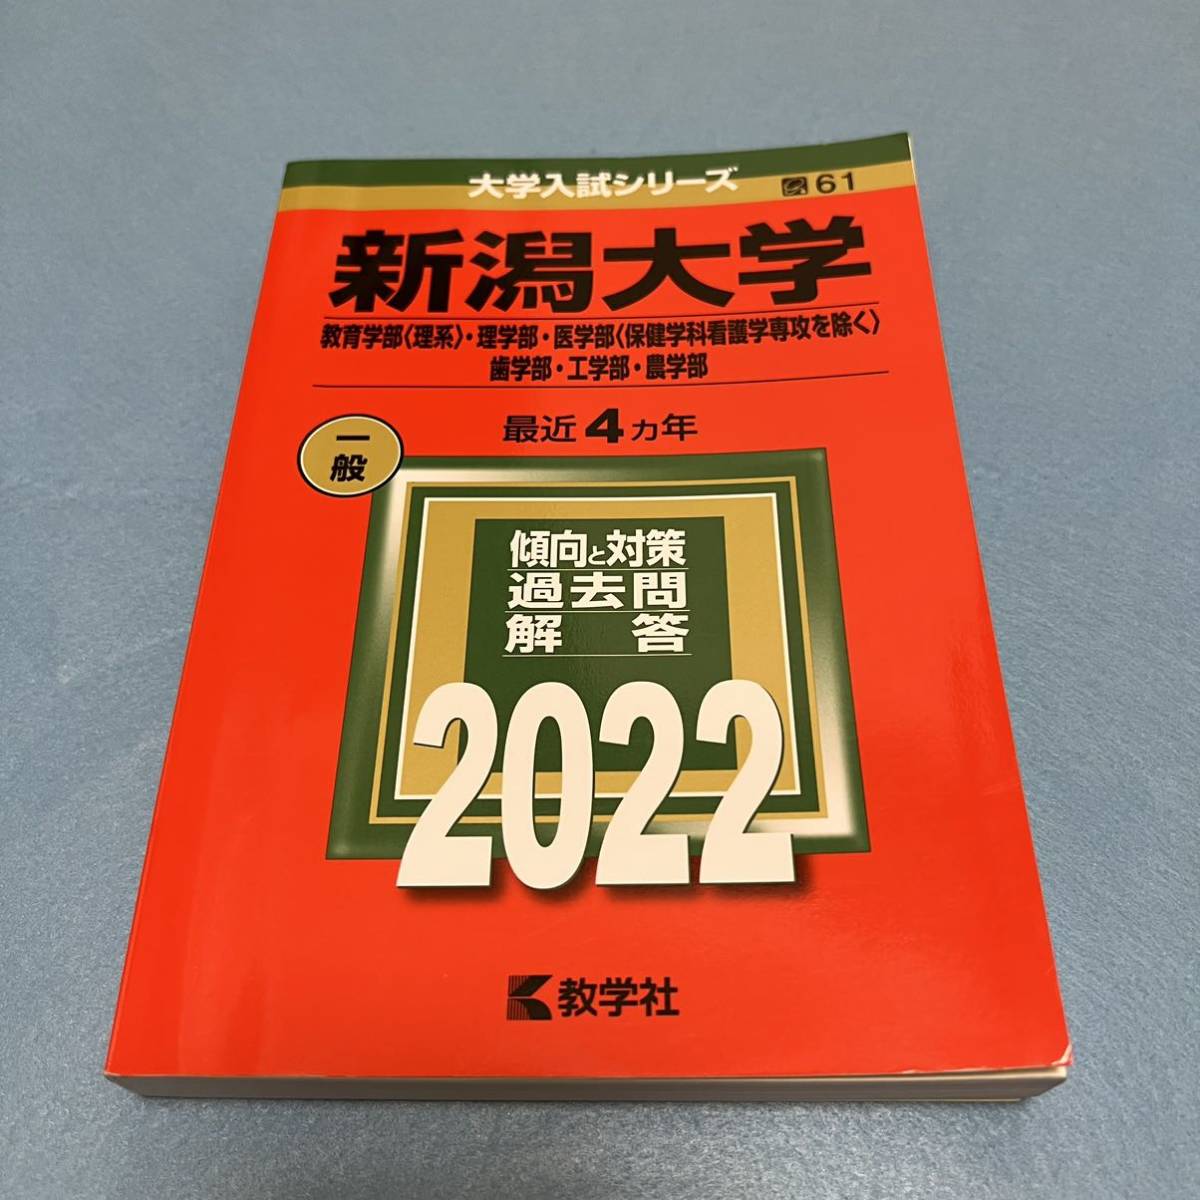 大学入試シリーズ
61
新潟大学
教育学部〈理系〉・理学部・医学部〈保健学科看護学専攻を除く〉
歯学部・工学部・農学部
最近4カ年
一般
傾向と対策
過去問
解答
2022
教学社